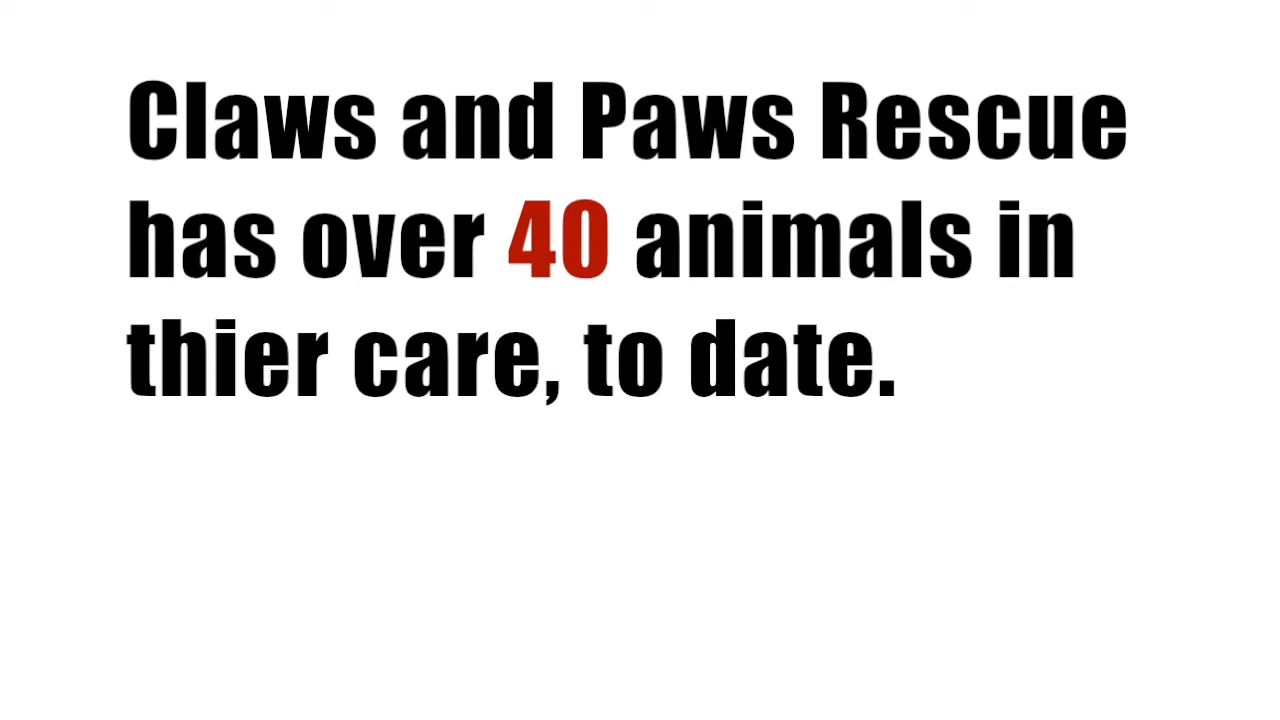 Claws and Paws Rescue
has over 40 animals in
thier care, to date.